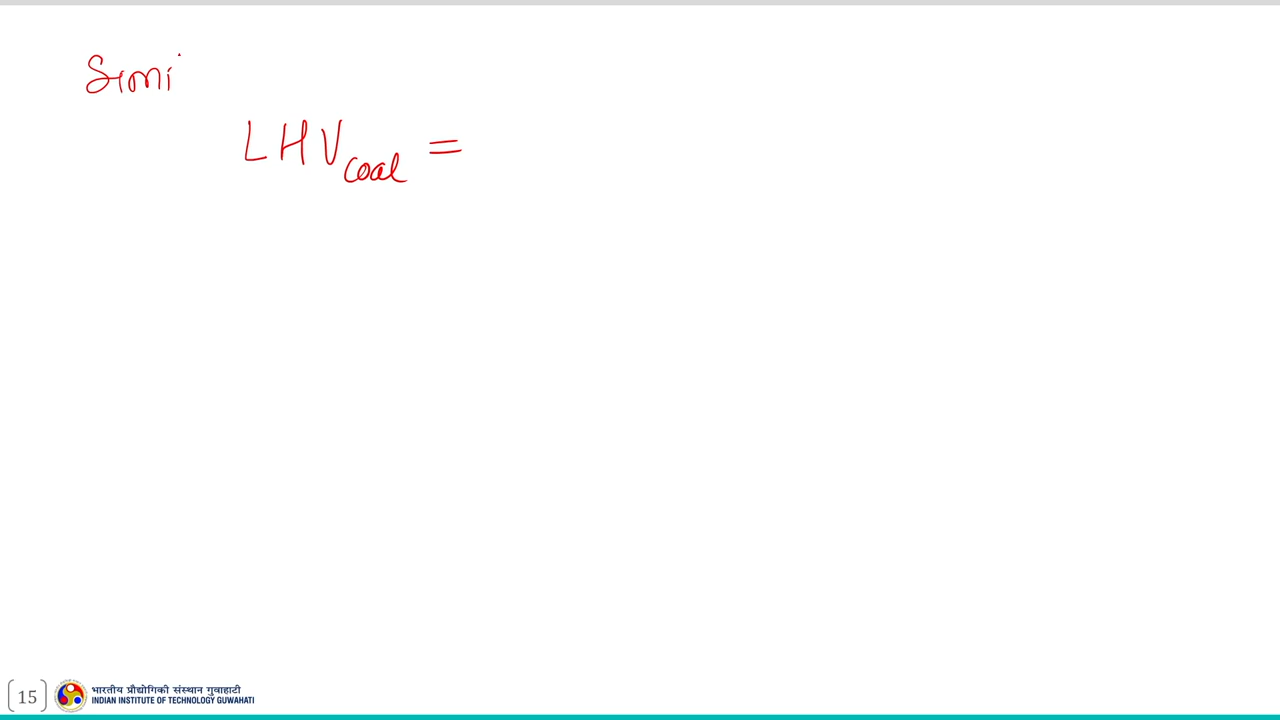 Simi
LHVcoal =
15
भारतीय प्रौद्योगिकी संस्थान गुवाहाटी
INDIAN INSTITUTE OF TECHNOLOGY GUWAHATI